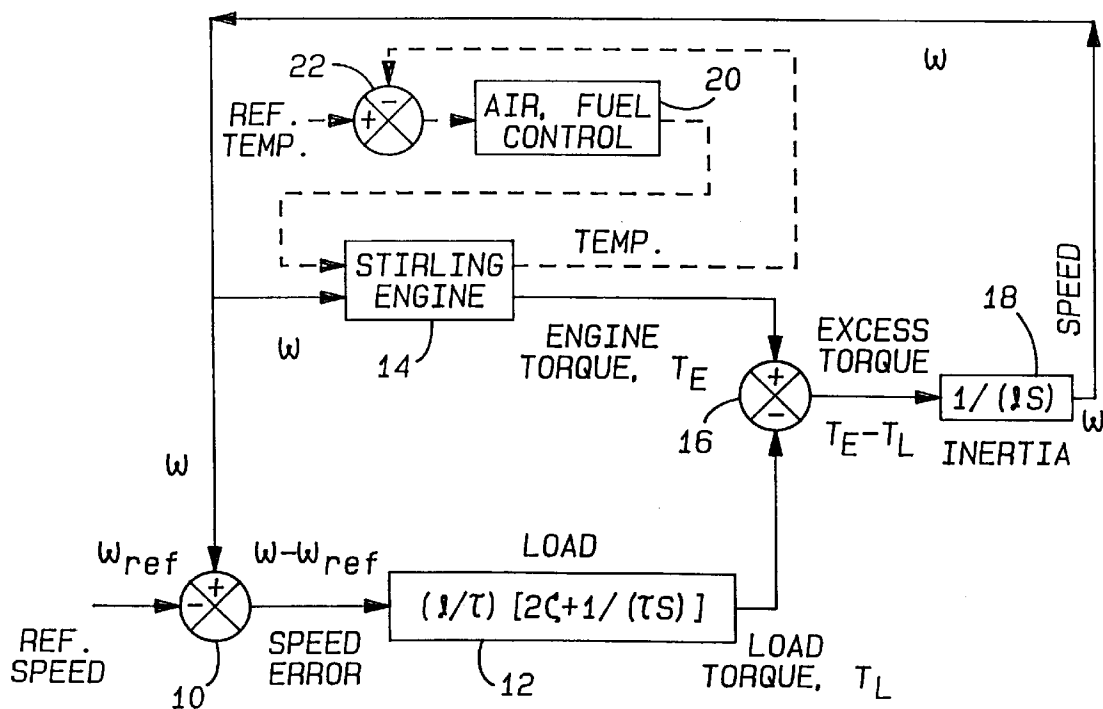 ω
22
20
-
REF.
TEMP.
+
AIR, FUEL
CONTROL
TEMP.
STIRLING
ENGINE
ω
14
ENGINE
TORQUE, T_E
+
-
16
EXCESS
TORQUE
T_E-T_L
18
1/(ℓS)
INERTIA
SPEED
ω
ω
ω_ref
+
-
REF.
SPEED
10
ω-ω_ref
SPEED
ERROR
LOAD
(ℓ/τ) [2ζ+1/(τS)]
12
LOAD
TORQUE, T_L